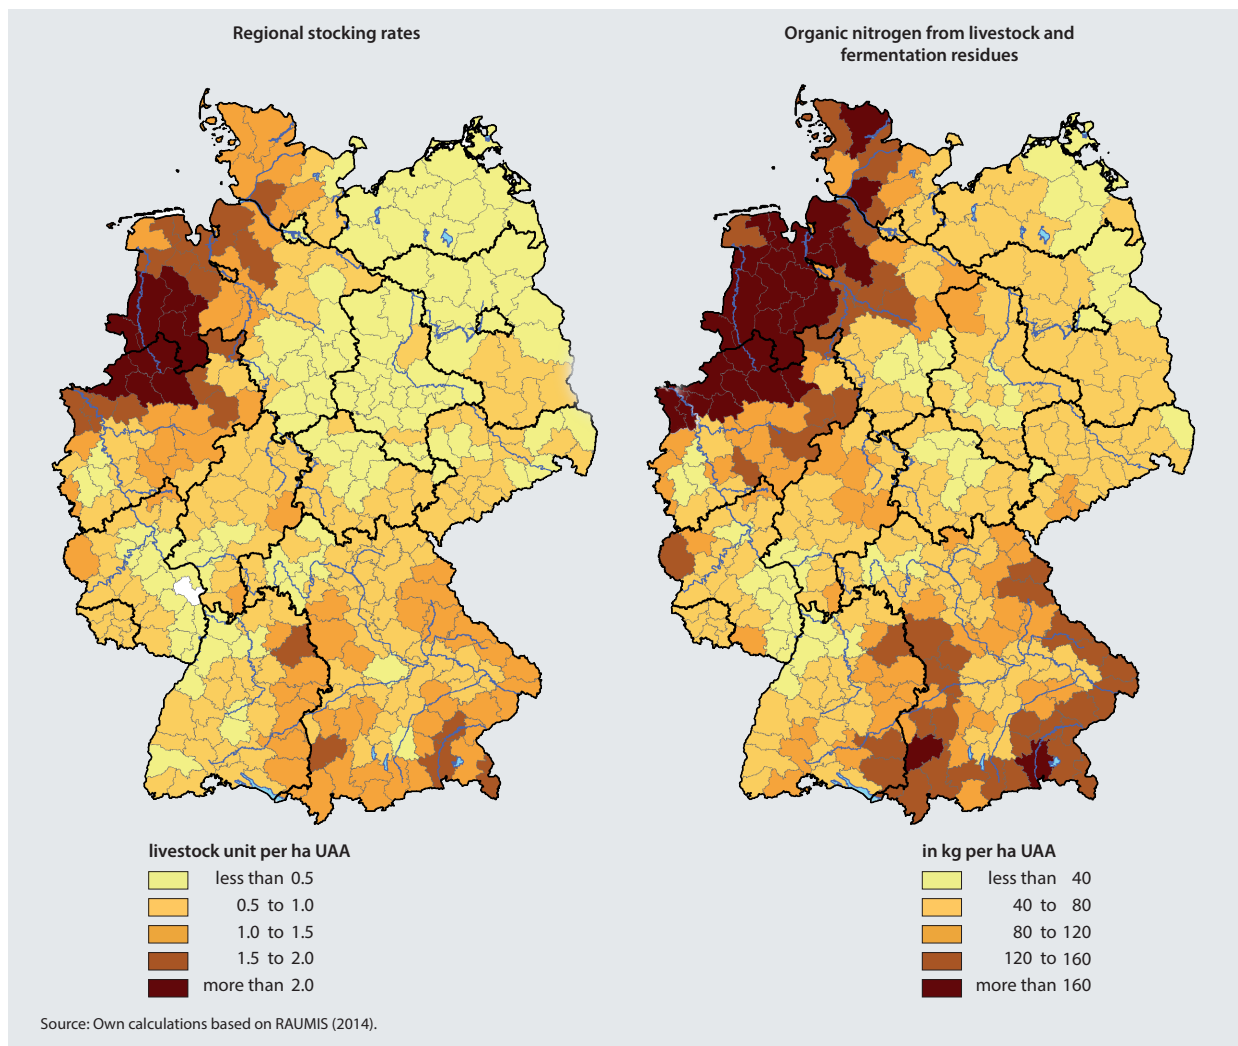 Regional stocking rates
Organic nitrogen from livestock and
fermentation residues
livestock unit per ha UAA
less than 0.5
0.5 to 1.0
1.0 to 1.5
1.5 to 2.0
more than 2.0
in kg per ha UAA
less than 40
40 to 80
80 to 120
120 to 160
more than 160
Source: Own calculations based on RAUMIS (2014).